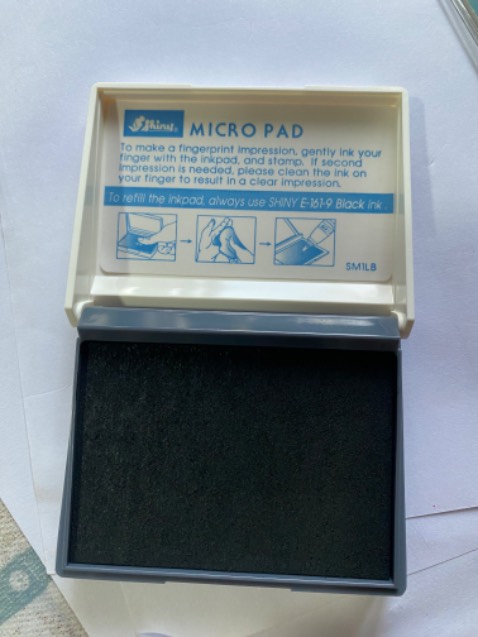 Shiny
MICRO PAD
To make a fingerprint impression, gently ink your
finger with the inkpad, and stamp. If second
impression is needed, please clean the ink on
your finger to result in a clear impression.
To refill the inkpad, always use SHINY E-161-9 Black ink.
SM1LB